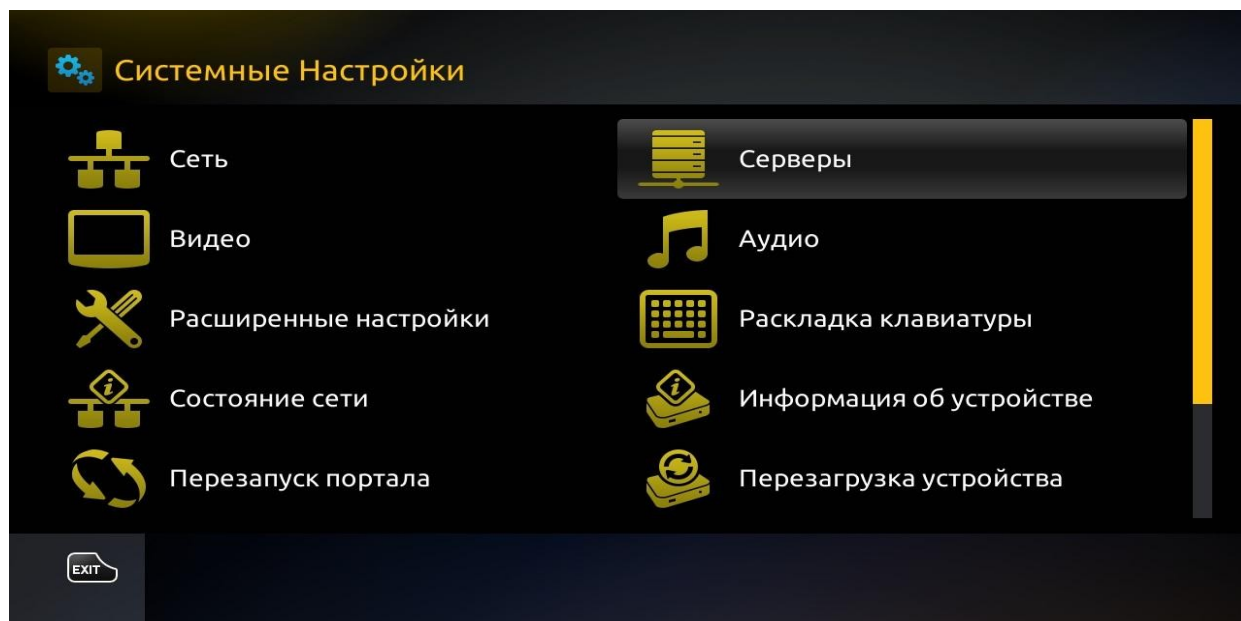 Системные Настройки
Сеть
Серверы
Видео
Аудио
Расширенные настройки
Раскладка клавиатуры
Состояние сети
Информация об устройстве
Перезапуск портала
Перезагрузка устройства
EXIT